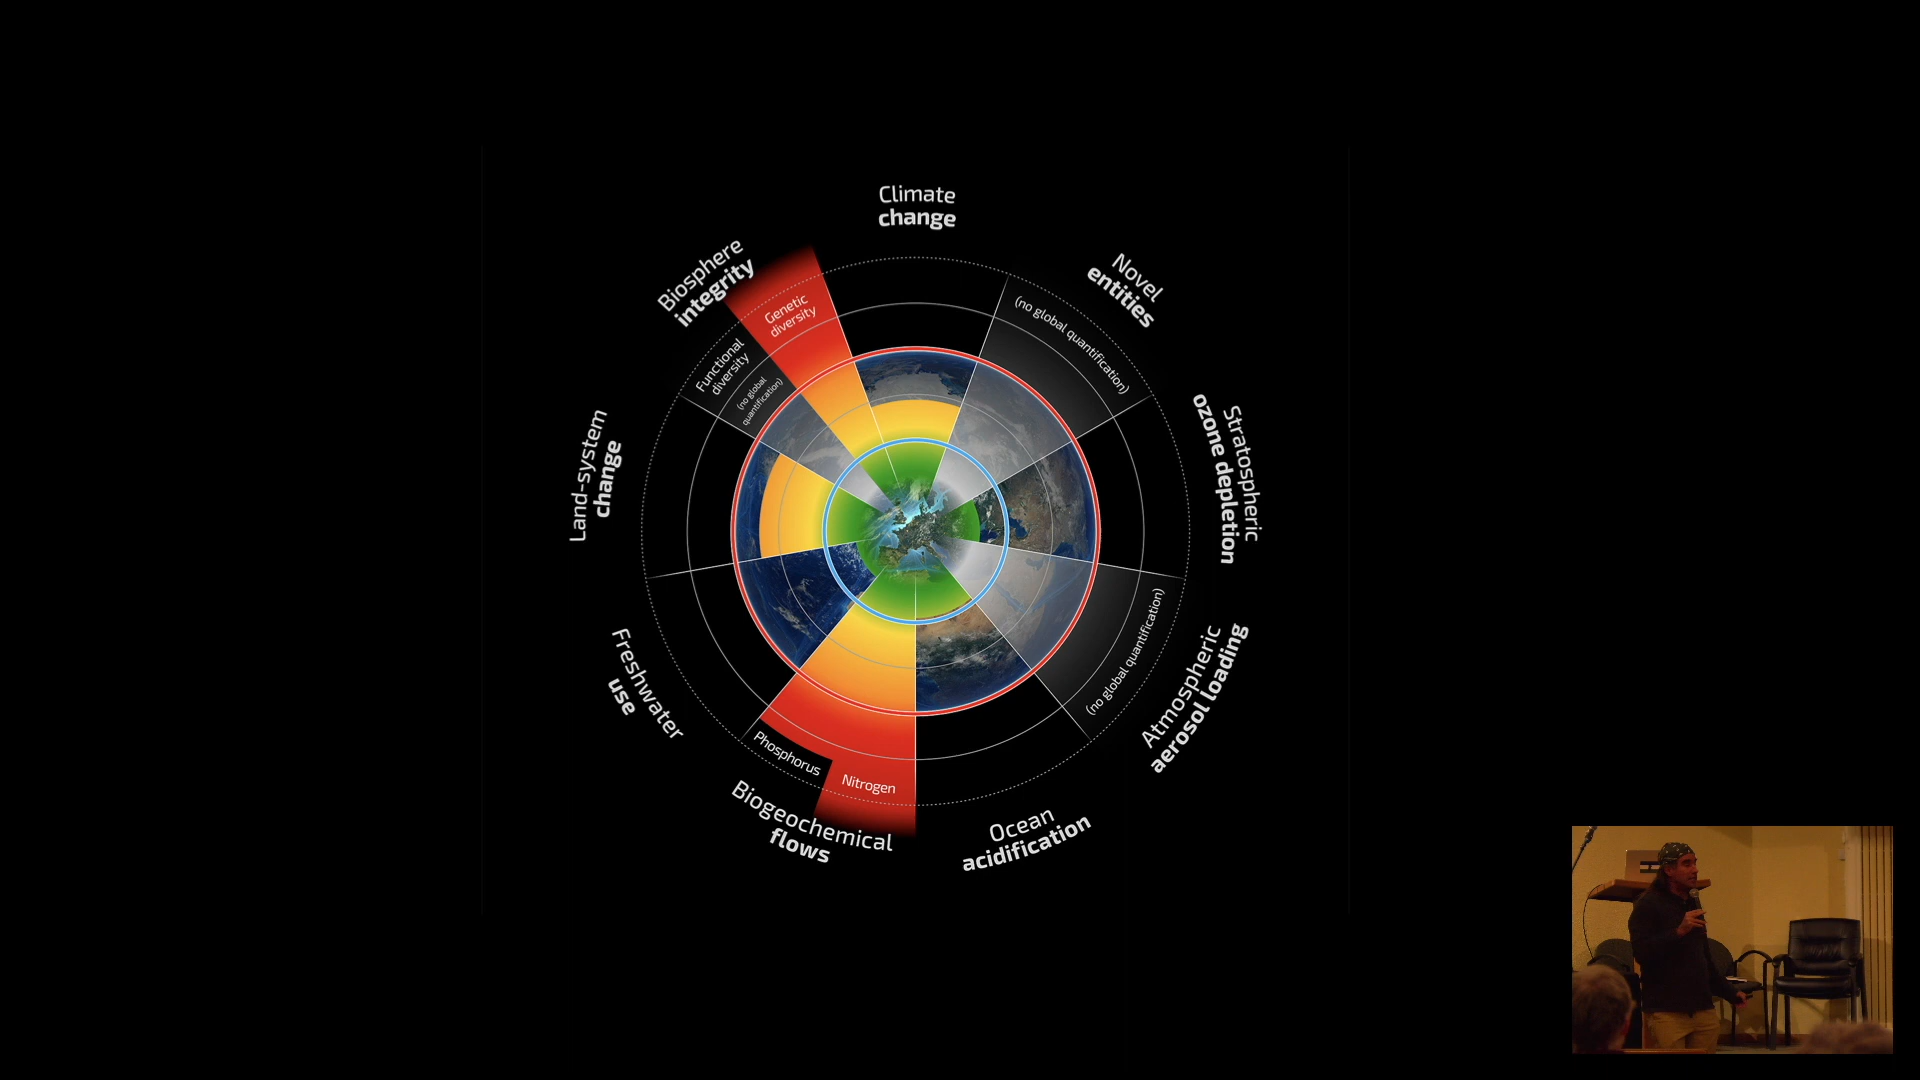 Climate
change
Novel
entities
(no global quantification)
Stratospheric
ozone depletion
Atmospheric
aerosol loading
(no global quantification)
Ocean
acidification
Biogeochemical
flows
Phosphorus
Nitrogen
Freshwater
use
Land-system
change
Biosphere
integrity
Genetic
diversity
Functional
diversity
(no global
quantification)